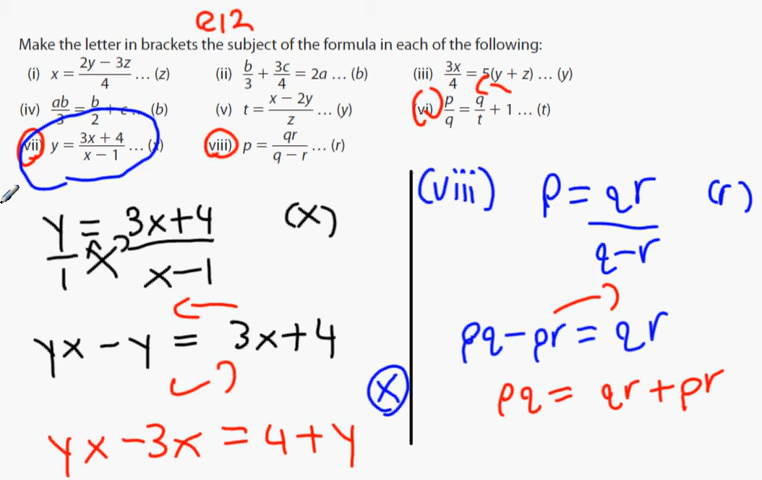 Q12
Make the letter in brackets the subject of the formula in each of the following:
(i) x = (2y − 3z)/4 ... (z) (ii) b/3 + 3c/4 = 2a ... (b) (iii) 3x/4 = 5(y + z) ... (y)
(iv) ab/3 = b/2 + c ... (b) (v) t = (x − 2y)/z ... (y) (vi) p/q = q/t + 1 ... (t)
(vii) y = (3x + 4)/(x − 1) ... (x) (viii) p = qr/(q − r) ... (r)
y/1 = (3x+4)/(x−1) (x)
yx − y = 3x+4
yx − 3x = 4 + y
x
(viii) p = qr/(q−r) (r)
pq − pr = qr
pq = qr + pr